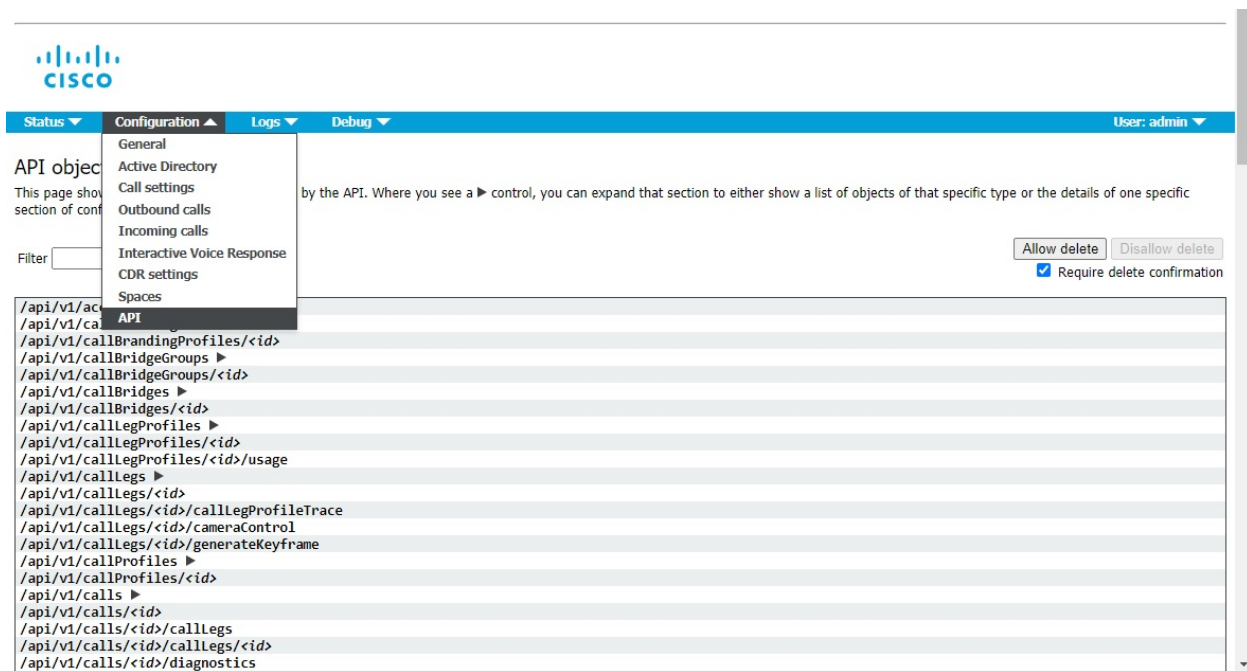 CISCO
Status ▼ Configuration ▲ Logs ▼ Debug ▼ User: admin ▼
General
Active Directory
Call settings
Outbound calls
Incoming calls
Interactive Voice Response
CDR settings
Spaces
API
API objec
This page sho by the API. Where you see a ▶ control, you can expand that section to either show a list of objects of that specific type or the details of one specific
section of conf
Filter
Allow delete Disallow delete
Require delete confirmation
/api/v1/ac
/api/v1/ca
/api/v1/callBrandingProfiles/<id>
/api/v1/callBridgeGroups ▶
/api/v1/callBridgeGroups/<id>
/api/v1/callBridges ▶
/api/v1/callBridges/<id>
/api/v1/callLegProfiles ▶
/api/v1/callLegProfiles/<id>
/api/v1/callLegProfiles/<id>/usage
/api/v1/callLegs ▶
/api/v1/callLegs/<id>
/api/v1/callLegs/<id>/callLegProfileTrace
/api/v1/callLegs/<id>/cameraControl
/api/v1/callLegs/<id>/generateKeyframe
/api/v1/callProfiles ▶
/api/v1/callProfiles/<id>
/api/v1/calls ▶
/api/v1/calls/<id>
/api/v1/calls/<id>/callLegs
/api/v1/calls/<id>/callLegs/<id>
/api/v1/calls/<id>/diagnostics